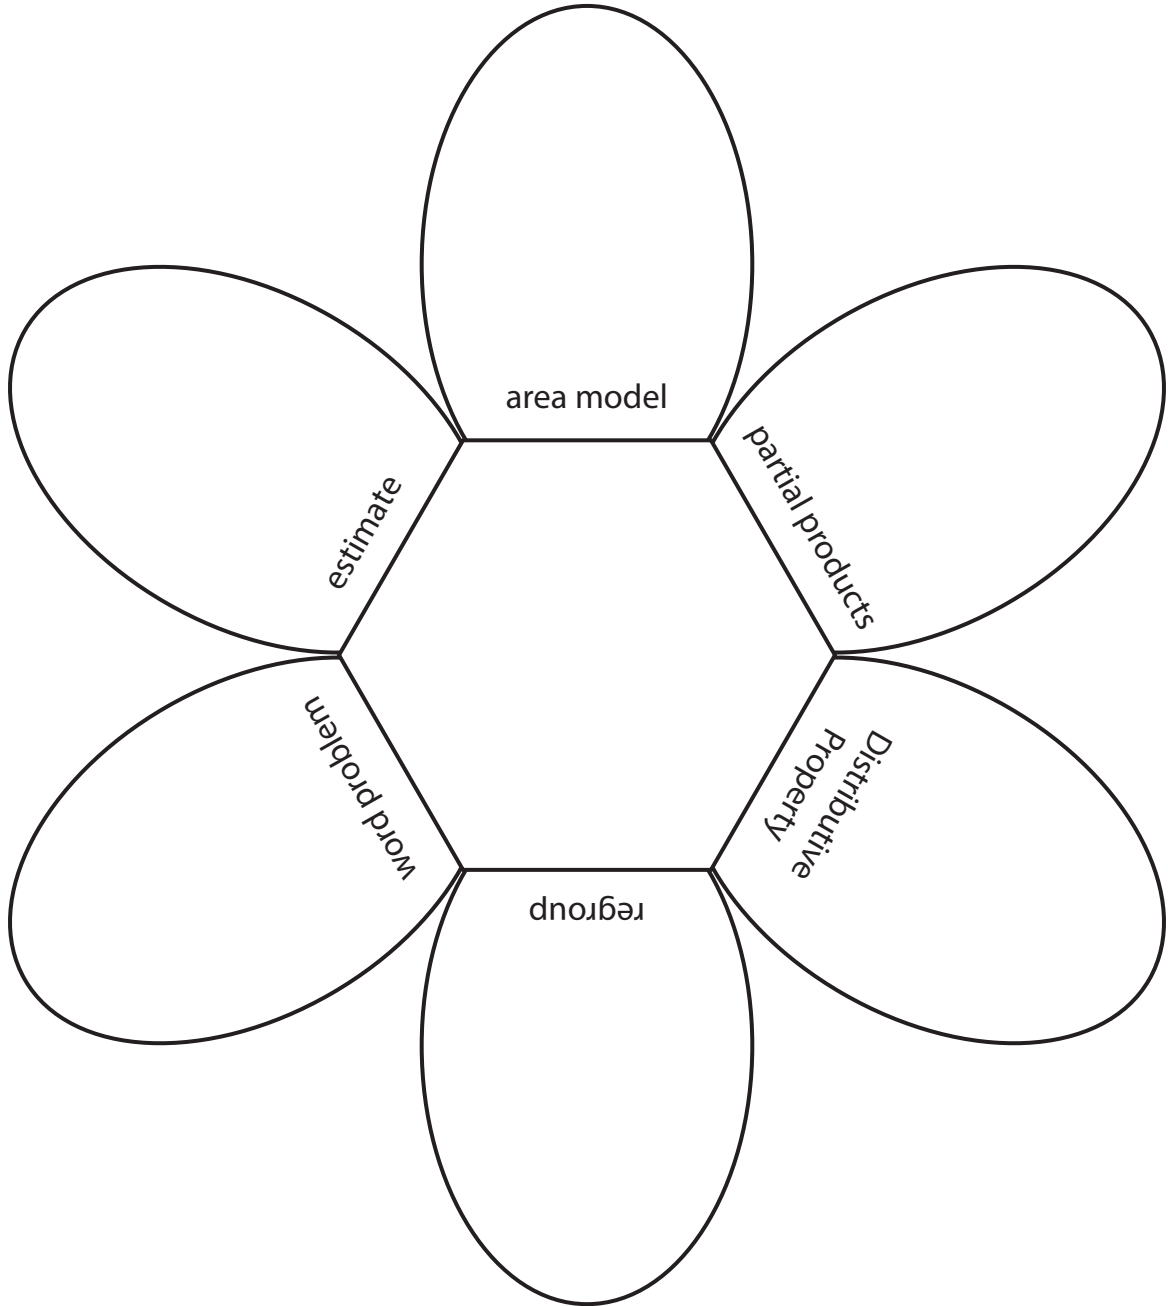 area model
partial products
Distributive
Property
regroup
word problem
estimate